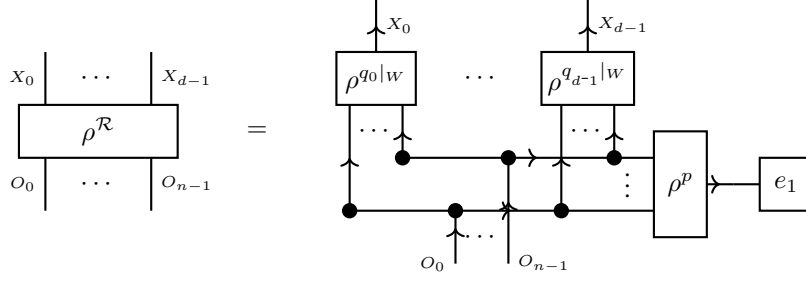 X₀ X_{d−1}
X₀ ⋯ X_{d−1} ρ^{q₀|W} ⋯ ρ^{q_{d−1}|W}
ρ^ℛ = ⋯ ⋯
O₀ ⋯ O_{n−1} ⋮ ρ^p e₁
⋯
O₀ O_{n−1}